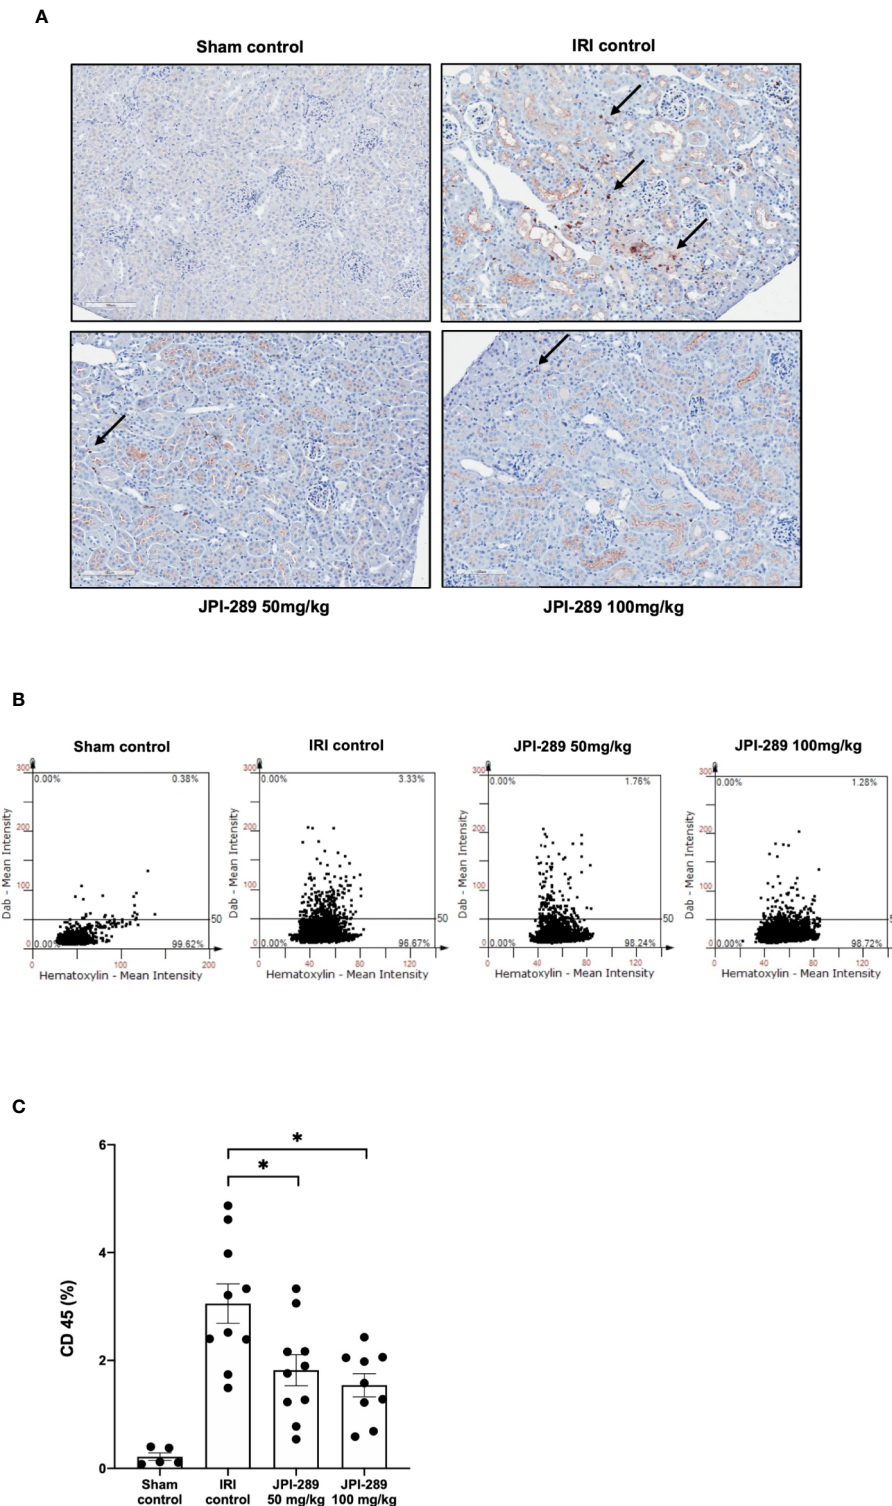 A
Sham control
IRI control
JPI-289 50mg/kg
JPI-289 100mg/kg
B
Sham control
IRI control
JPI-289 50mg/kg
JPI-289 100mg/kg
Dab - Mean Intensity
300
200
100
0
0.00%
0.38%
50
0.00%
99.62%
0
100
200
Hematoxylin - Mean Intensity
Dab - Mean Intensity
300
200
100
0
0.00%
3.33%
50
0.00%
96.67%
0
40
80
120
Hematoxylin - Mean Intensity
Dab - Mean Intensity
300
200
100
0
0.00%
1.76%
50
0.00%
98.24%
0
40
80
120
Hematoxylin - Mean Intensity
Dab - Mean Intensity
300
200
100
0
0.00%
1.28%
0.00%
98.72%
0
40
80
120
Hematoxylin - Mean Intensity
C
CD 45 (%)
6
4
2
0
*
*
Sham
control
IRI
control
JPI-289
50 mg/kg
JPI-289
100 mg/kg